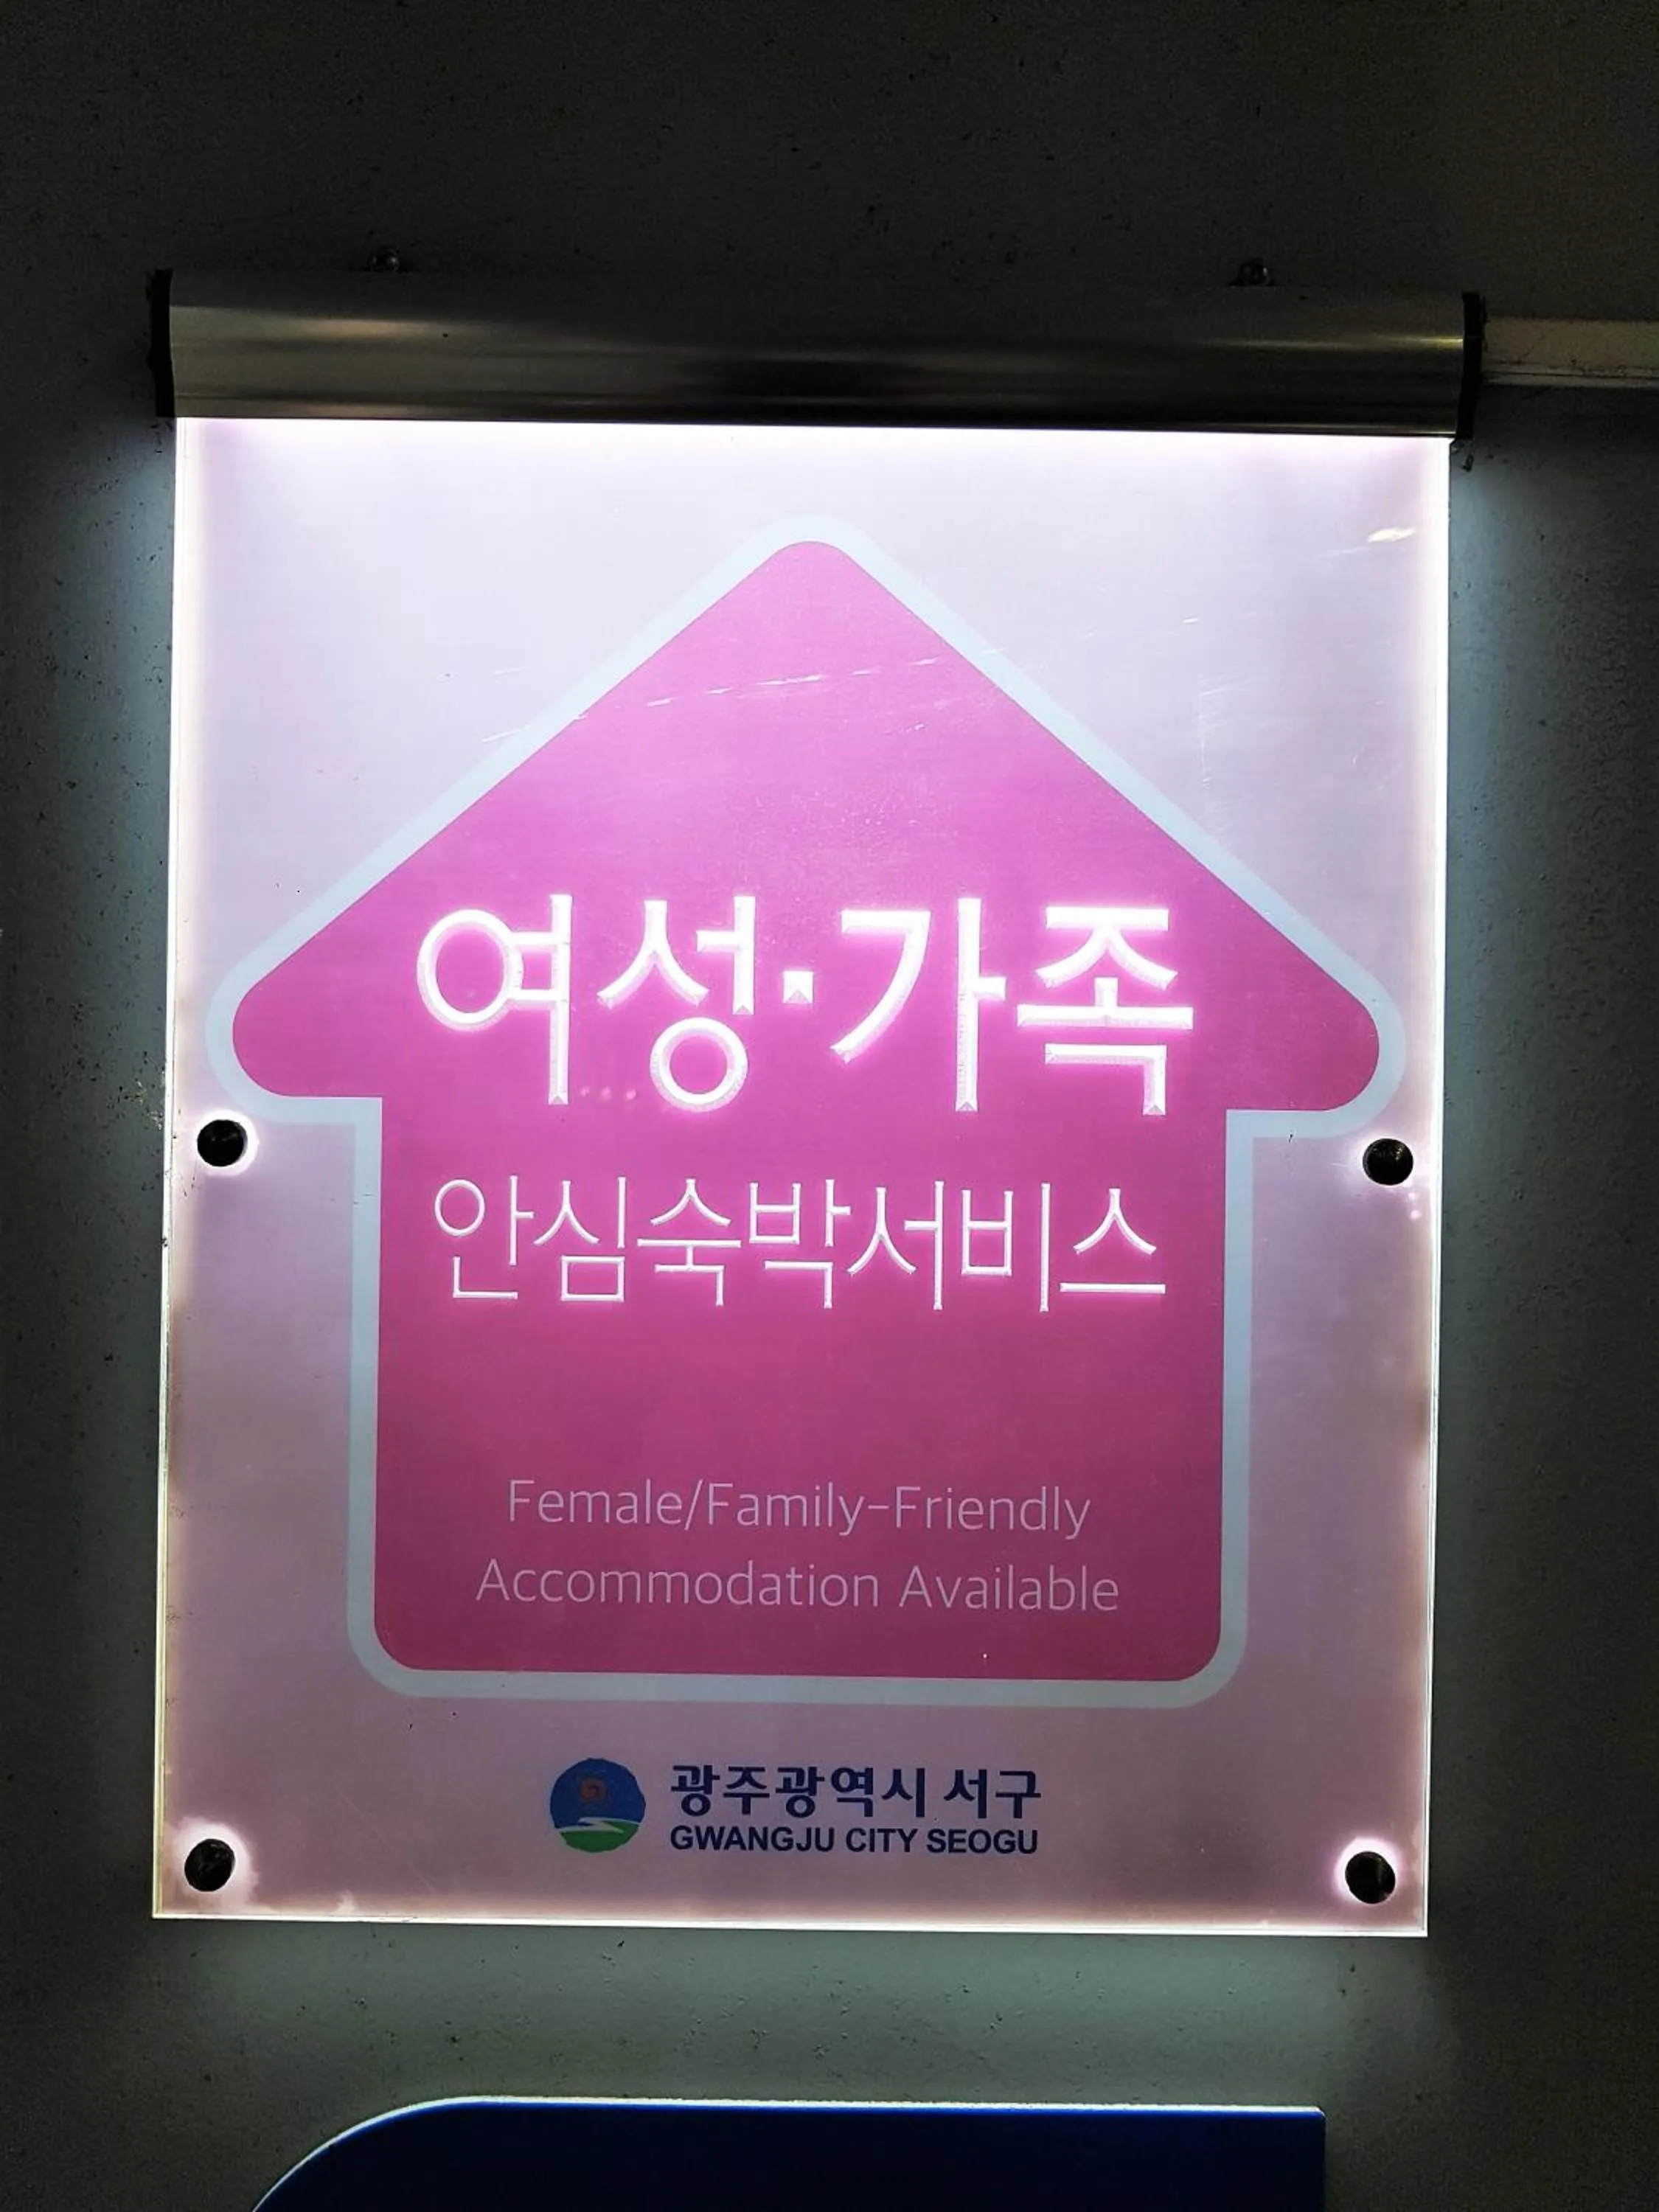 여성·가족
안심숙박서비스
Female/Family-Friendly
Accommodation Available
광주광역시 서구
GWANGJU CITY SEOGU